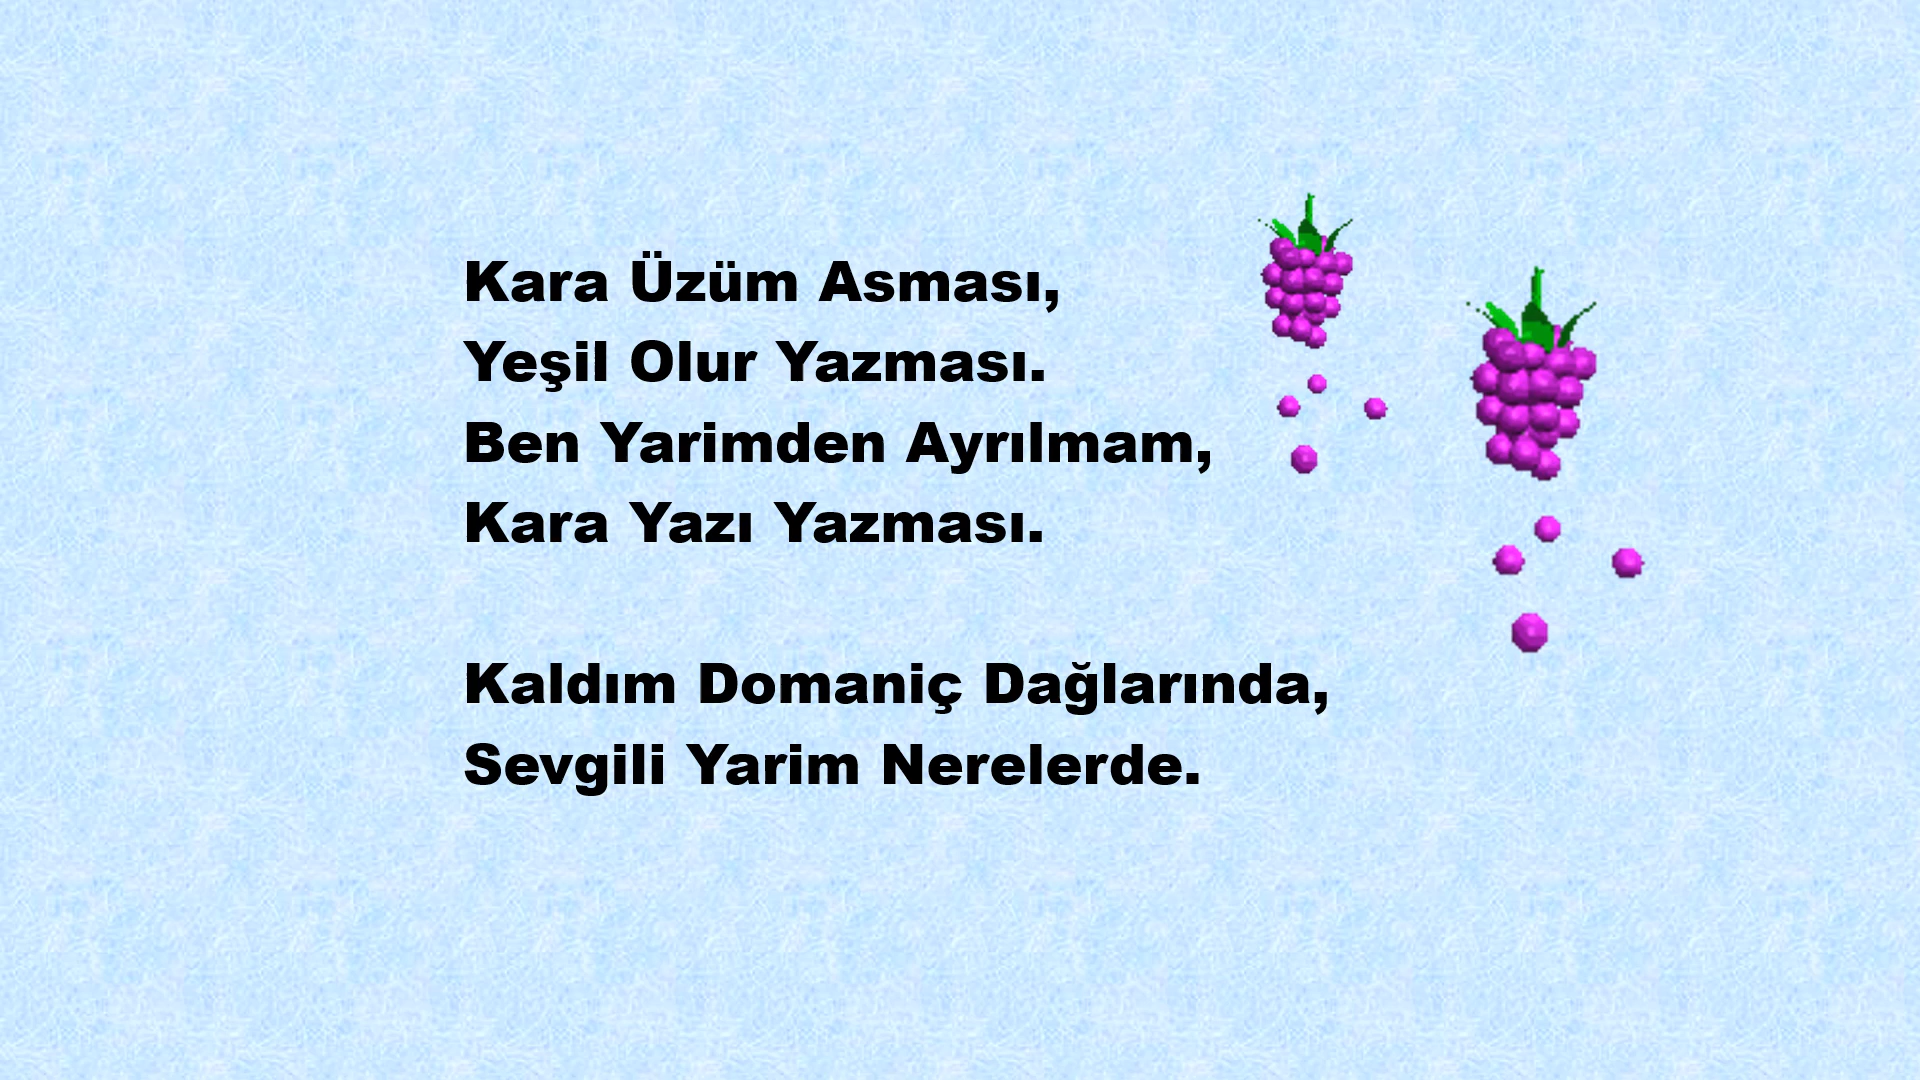 Kara Üzüm Asması,
Yeşil Olur Yazması.
Ben Yarimden Ayrılmam,
Kara Yazı Yazması.
Kaldım Domaniç Dağlarında,
Sevgili Yarim Nerelerde.